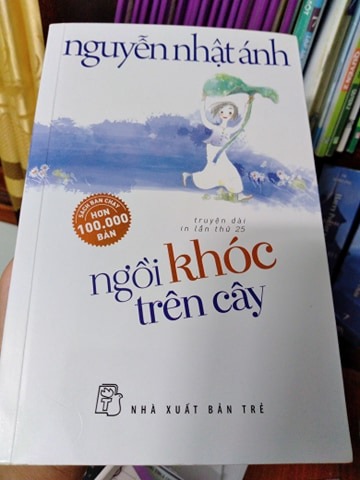 nguyễn nhật ánh
SÁCH BÁN CHẠY
HƠN
100.000
BẢN
truyện dài
in lần thứ 25
ngồi khóc
trên cây
NHÀ XUẤT BẢN TRẺ